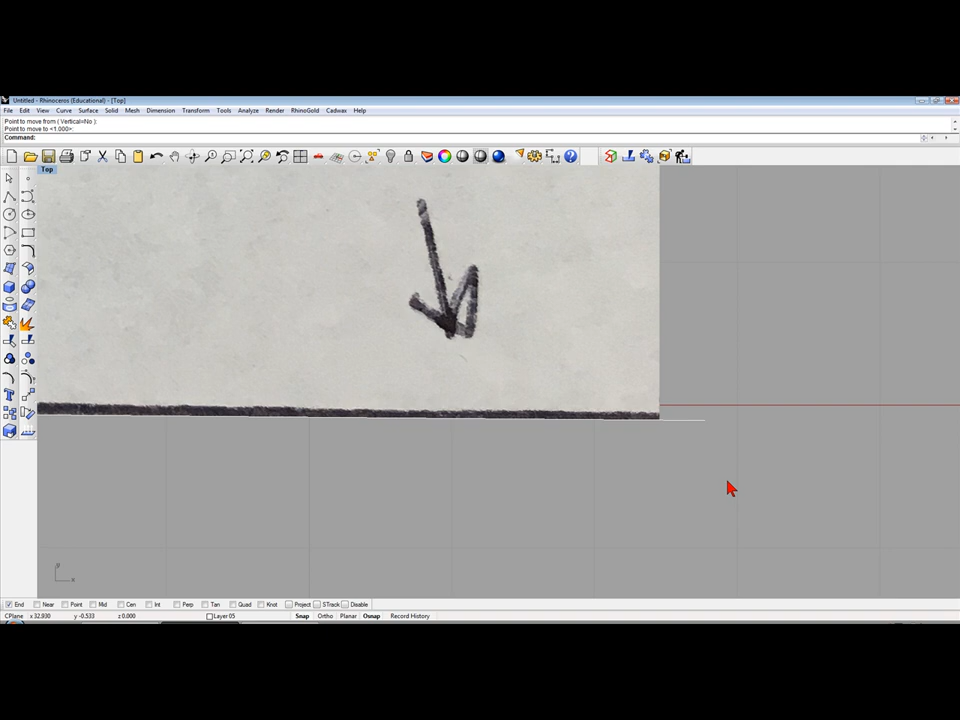 Untitled - Rhinoceros (Educational) - [Top]
File Edit View Curve Surface Solid Mesh Dimension Transform Tools Analyze Render RhinoGold Cadwax Help
Point to move from ( Vertical=No ):
Point to move to <1.000>:
Command:
Top
y
x
End Near Point Mid Cen Int Perp Tan Quad Knot Project STrack Disable
CPlane x 32.930 y -0.533 z 0.000 Layer 05 Snap Ortho Planar Osnap Record History